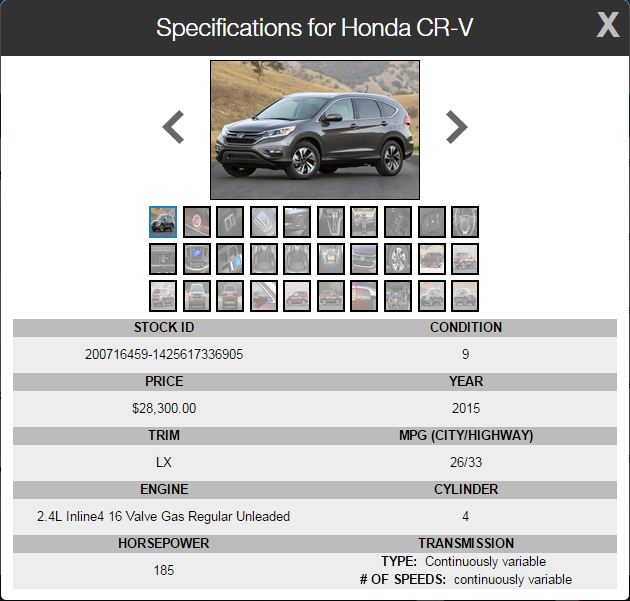 Specifications for Honda CR-V
X
STOCK ID CONDITION
200716459-1425617336905 9
PRICE YEAR
$28,300.00 2015
TRIM MPG (CITY/HIGHWAY)
LX 26/33
ENGINE CYLINDER
2.4L Inline4 16 Valve Gas Regular Unleaded 4
HORSEPOWER TRANSMISSION
185 TYPE: Continuously variable
# OF SPEEDS: continuously variable